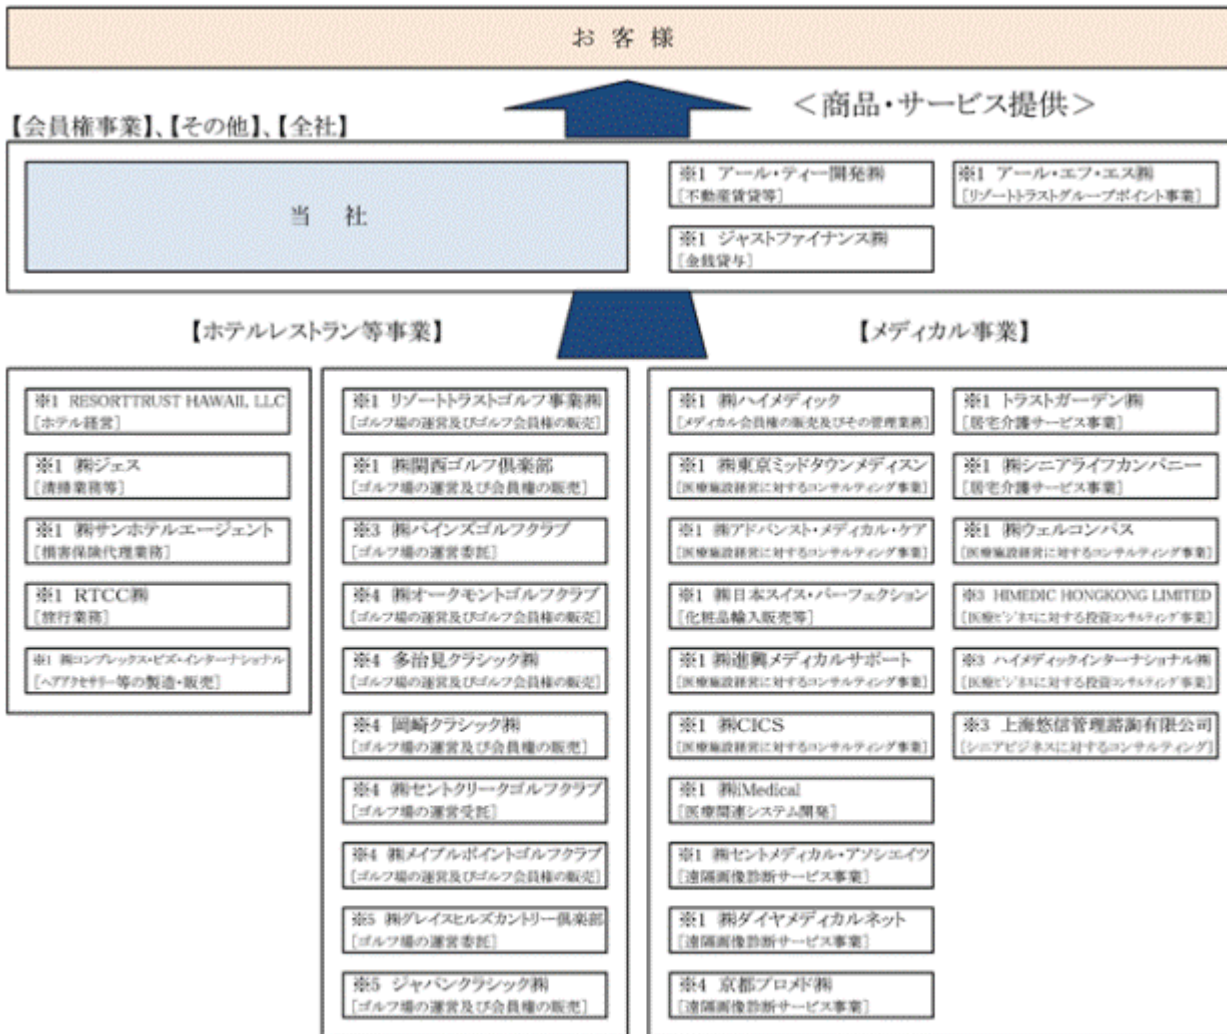 お 客 様
＜商品・サービス提供＞
【会員権事業】、【その他】、【全社】
当 社
※1 アール・ティー開発㈱
[不動産賃貸等]
※1 アール・エフ・エス㈱
[リゾートトラストグループポイント事業]
※1 ジャストファイナンス㈱
[金銭貸与]
【ホテルレストラン等事業】
【メディカル事業】
※1 RESORTTRUST HAWAII, LLC
[ホテル経営]
※1 ㈱ジェス
[清掃業務等]
※1 ㈱サンホテルエージェント
[損害保険代理業務]
※1 RTCC㈱
[旅行業務]
※1 ㈱コンプレックス・ビズ・インターナショナル
[ヘアアクセサリー等の製造・販売]
※1 リゾートトラストゴルフ事業㈱
[ゴルフ場の運営及びゴルフ会員権の販売]
※1 ㈱関西ゴルフ倶楽部
[ゴルフ場の運営及び会員権の販売]
※3 ㈱パインズゴルフクラブ
[ゴルフ場の運営委託]
※4 ㈱オークモントゴルフクラブ
[ゴルフ場の運営及びゴルフ会員権の販売]
※4 多治見クラシック㈱
[ゴルフ場の運営及びゴルフ会員権の販売]
※4 岡崎クラシック㈱
[ゴルフ場の運営及び会員権の販売]
※4 ㈱セントクリークゴルフクラブ
[ゴルフ場の運営受託]
※4 ㈱メイプルポイントゴルフクラブ
[ゴルフ場の運営及びゴルフ会員権の販売]
※5 ㈱グレイスヒルズカントリー倶楽部
[ゴルフ場の運営委託]
※5 ジャパンクラシック㈱
[ゴルフ場の運営及び会員権の販売]
※1 ㈱ハイメディック
[メディカル会員権の販売及びその管理業務]
※1 ㈱東京ミッドタウンメディスン
[医療施設経営に対するコンサルティング事業]
※1 ㈱アドバンスト・メディカル・ケア
[医療施設経営に対するコンサルティング事業]
※1 ㈱日本スイス・パーフェクション
[化粧品輸入販売等]
※1 ㈱進興メディカルサポート
[医療施設経営に対するコンサルティング事業]
※1 ㈱CICS
[医療施設経営に対するコンサルティング事業]
※1 ㈱iMedical
[医療関連システム開発]
※1 ㈱セントメディカル・アソシエイツ
[遠隔画像診断サービス事業]
※1 ㈱ダイヤメディカルネット
[遠隔画像診断サービス事業]
※4 京都プロメド㈱
[遠隔画像診断サービス事業]
※1 トラストガーデン㈱
[居宅介護サービス事業]
※1 ㈱シニアライフカンパニー
[居宅介護サービス事業]
※1 ㈱ウェルコンパス
[医療施設経営に対するコンサルティング事業]
※3 HIMEDIC HONGKONG LIMITED
[医療ビジネスに対する投資コンサルティング事業]
※3 ハイメディックインターナショナル㈱
[医療ビジネスに対する投資コンサルティング事業]
※3 上海悠信管理諮詢有限公司
[シニアビジネスに対するコンサルティング]